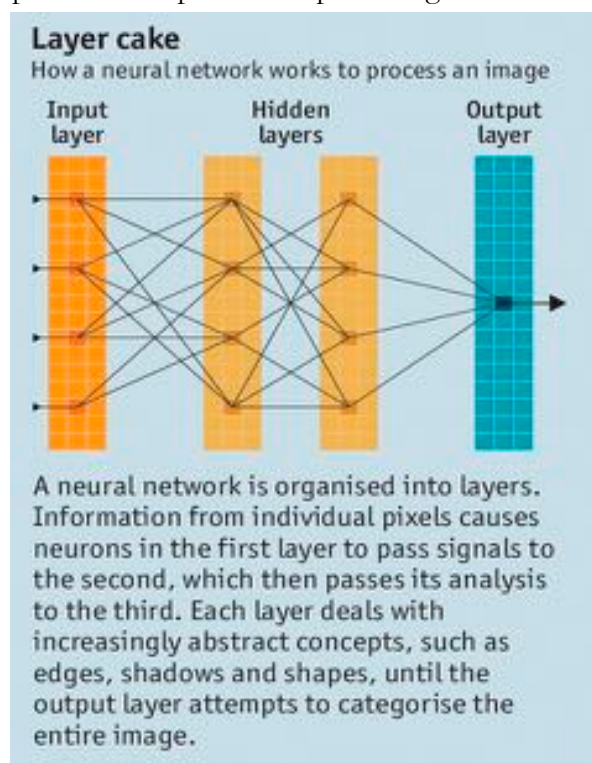 Layer cake
How a neural network works to process an image
Input layer
Hidden layers
Output layer
A neural network is organised into layers.
Information from individual pixels causes
neurons in the first layer to pass signals to
the second, which then passes its analysis
to the third. Each layer deals with
increasingly abstract concepts, such as
edges, shadows and shapes, until the
output layer attempts to categorise the
entire image.